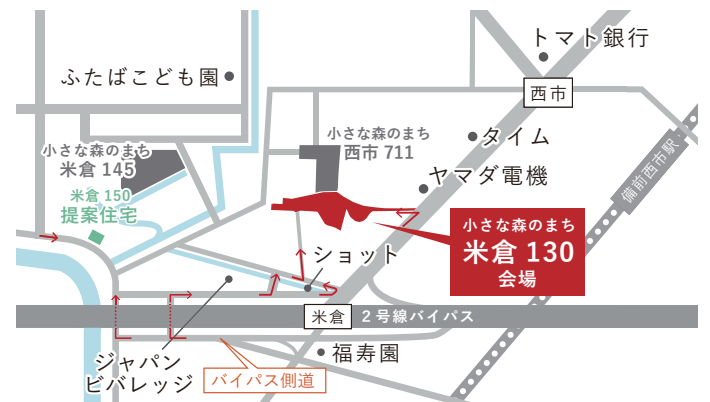 トマト銀行
ふたばこども園
西市
小さな森のまち
西市 711
タイム
小さな森のまち
米倉 145
備前西市駅
ヤマダ電機
米倉 150
提案住宅
小さな森のまち
米倉 130
会場
ショット
米倉
2号線バイパス
福寿園
ジャパン
ビバレッジ
バイパス側道